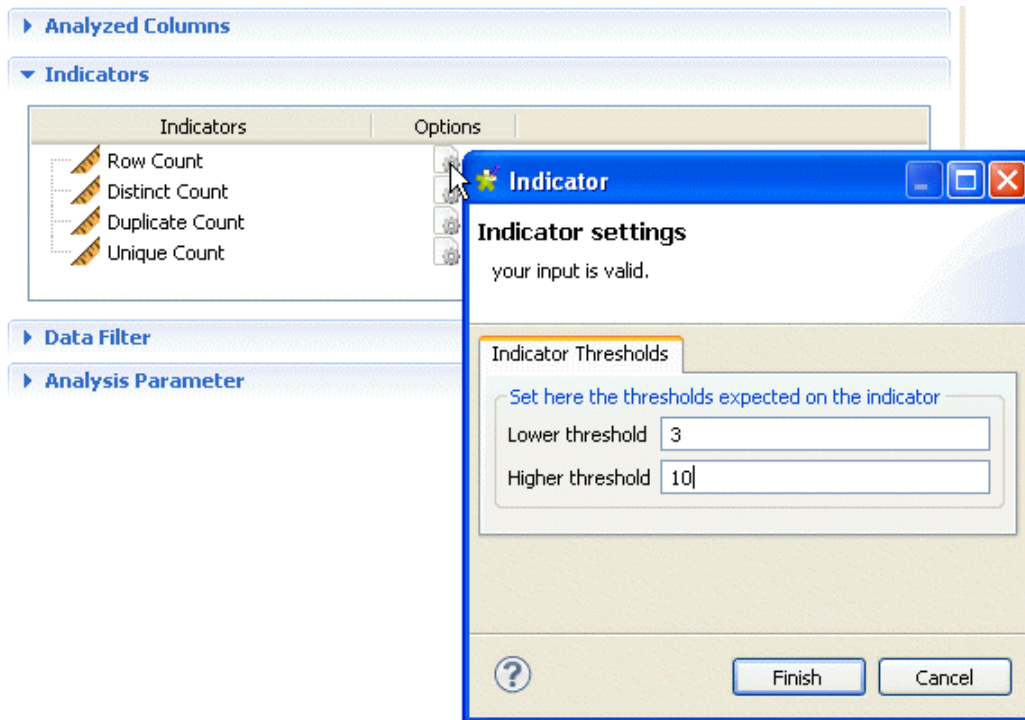 Analyzed Columns
Indicators
Indicators Options
Row Count
Distinct Count
Duplicate Count
Unique Count
Data Filter
Analysis Parameter
Indicator
Indicator settings
your input is valid.
Indicator Thresholds
Set here the thresholds expected on the indicator
Lower threshold 3
Higher threshold 10
? Finish Cancel